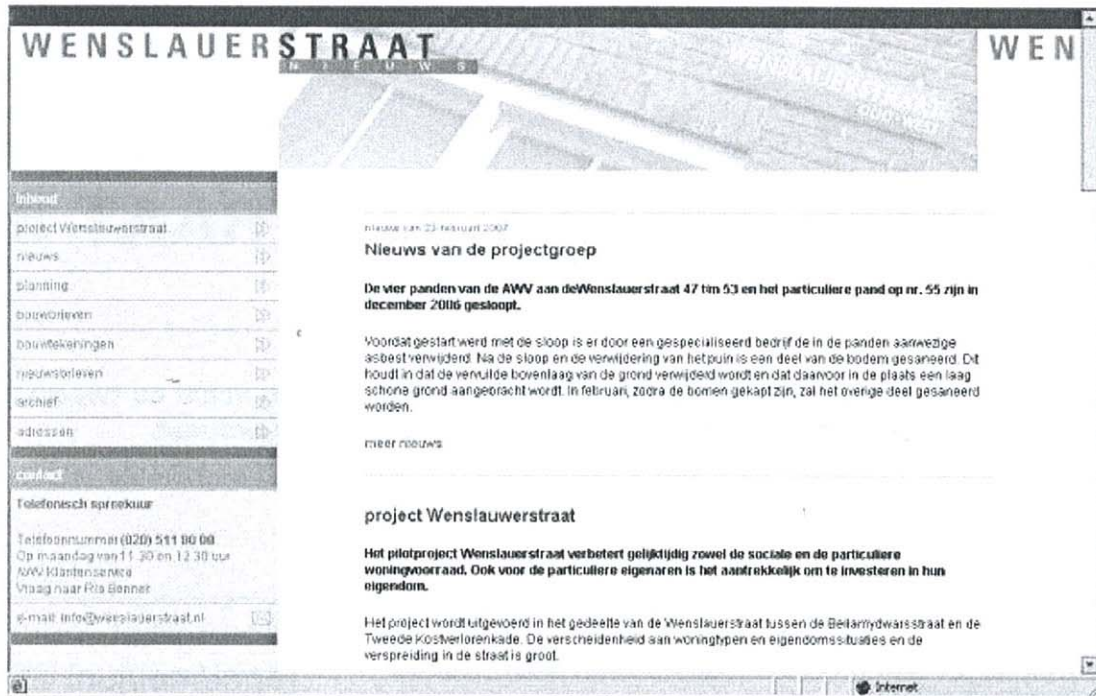 WENSLAUERSTRAAT
NIEUWS
WEN
WENSLAUERSTRAAT
inhoud
project Wenslauwerstraat
nieuws
planning
bouwbrieven
bouwtekeningen
nieuwsbrieven
archief
adressen
contact
Telefonisch spreekuur
Telefoonnummer (020) 511 80 00
Op maandag van 11.30 en 12.30 uur
AWV Klantenservice
Vraag naar Ria Bonner
e-mail: info@wenslauerstraat.nl
nieuws van 23 februari 2007
Nieuws van de projectgroep
De vier panden van de AWV aan deWenslauerstraat 47 t/m 53 en het particuliere pand op nr. 55 zijn in
december 2006 gesloopt.
Voordat gestart werd met de sloop is er door een gespecialiseerd bedrijf de in de panden aanwezige
asbest verwijderd. Na de sloop en de verwijdering van het puin is een deel van de bodem gesaneerd. Dit
houdt in dat de vervuilde bovenlaag van de grond verwijderd wordt en dat daarvoor in de plaats een laag
schone grond aangebracht wordt. In februari, zodra de bomen gekapt zijn, zal het overige deel gesaneerd
worden.
meer nieuws
project Wenslauwerstraat
Het pilotproject Wenslauerstraat verbetert gelijktijdig zowel de sociale en de particuliere
woningvoorraad. Ook voor de particuliere eigenaren is het aantrekkelijk om te investeren in hun
eigendom.
Het project wordt uitgevoerd in het gedeelte van de Wenslauerstraat tussen de Bellamydwarsstraat en de
Tweede Kostverlorenkade. De verscheidenheid aan woningtypen en eigendomssituaties en de
verspreiding in de straat is groot.
Internet